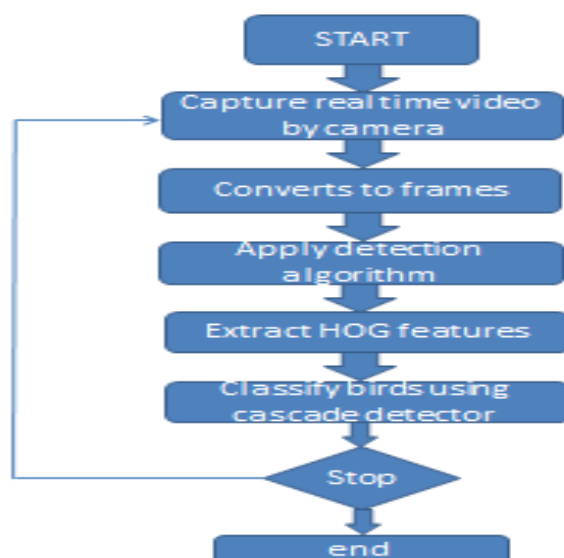 START
Capture real time video
by camera
Converts to frames
Apply detection
algorithm
Extract HOG features
Classify birds using
cascade detector
Stop
end